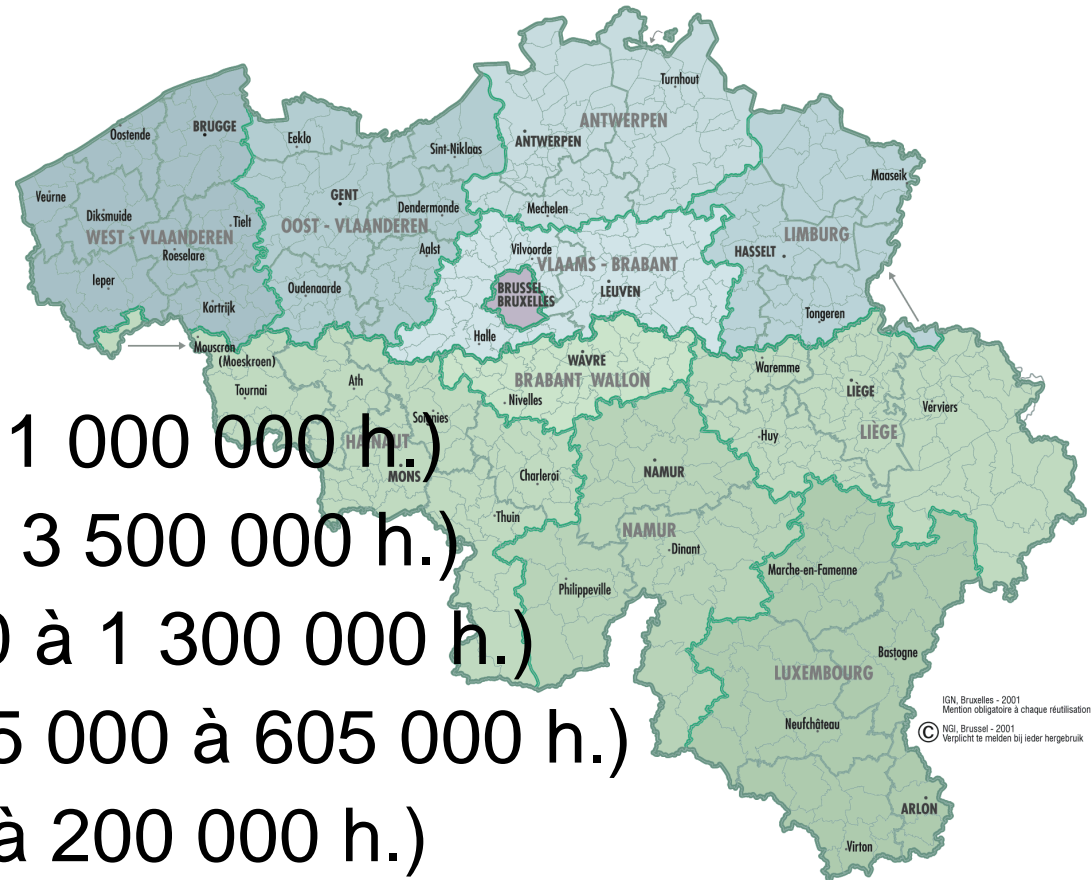 Turnhout
ANTWERPEN
Oostende
BRUGGE
Eeklo
ANTWERPEN
Sint-Niklaas
Maaseik
Veurne
GENT
Dendermonde
Mechelen
Diksmuide
Tielt
OOST - VLAANDEREN
WEST - VLAANDEREN
LIMBURG
Roeselare
Aalst
Vilvoorde
HASSELT
VLAAMS - BRABANT
Ieper
Oudenaarde
BRUSSEL
BRUXELLES
LEUVEN
Kortrijk
Tongeren
Halle
Mouscron
(Moeskroen)
WAVRE
Waremme
Tournai
Ath
BRABANT WALLON
LIÈGE
Nivelles
Verviers
Soignies
1 000 000 h.)
HAINAUT
Huy
LIÈGE
MONS
Charleroi
NAMUR
Thuin
3 500 000 h.)
NAMUR
Dinant
Marche-en-Famenne
Philippeville
0 à 1 300 000 h.)
Bastogne
LUXEMBOURG
IGN, Bruxelles - 2001
Mention obligatoire à chaque réutilisation
Neufchâteau
5 000 à 605 000 h.)
© NGI, Brussel - 2001
Verplicht te melden bij ieder hergebruik
ARLON
à 200 000 h.)
Virton